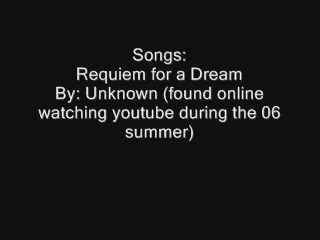 Songs:
Requiem for a Dream
By: Unknown (found online
watching youtube during the 06
summer)